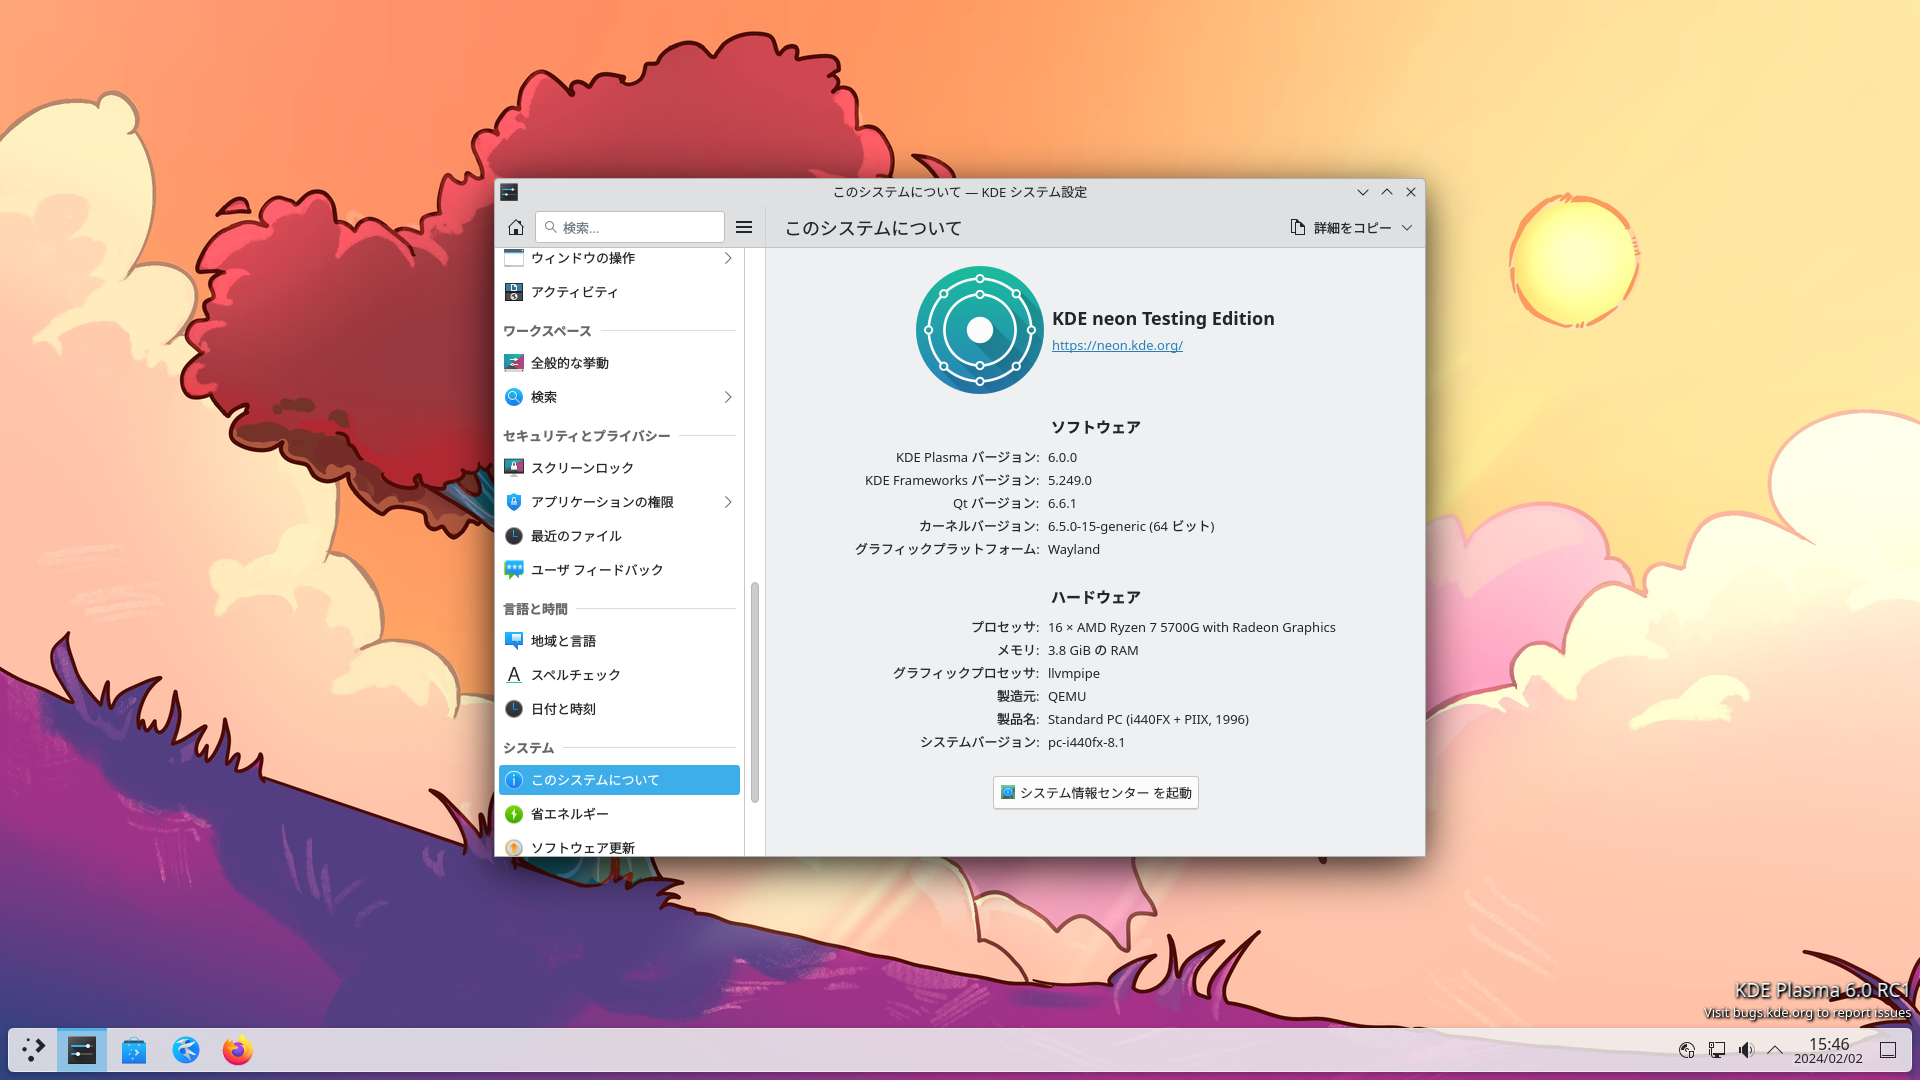 このシステムについて — KDE システム設定
検索...
このシステムについて
詳細をコピー
ウィンドウの操作
アクティビティ
ワークスペース
全般的な挙動
検索
セキュリティとプライバシー
スクリーンロック
アプリケーションの権限
最近のファイル
ユーザ フィードバック
言語と時間
地域と言語
スペルチェック
日付と時刻
システム
このシステムについて
省エネルギー
ソフトウェア更新
KDE neon Testing Edition
https://neon.kde.org/
ソフトウェア
KDE Plasma バージョン: 6.0.0
KDE Frameworks バージョン: 5.249.0
Qt バージョン: 6.6.1
カーネルバージョン: 6.5.0-15-generic (64 ビット)
グラフィックプラットフォーム: Wayland
ハードウェア
プロセッサ: 16 × AMD Ryzen 7 5700G with Radeon Graphics
メモリ: 3.8 GiB の RAM
グラフィックプロセッサ: llvmpipe
製造元: QEMU
製品名: Standard PC (i440FX + PIIX, 1996)
システムバージョン: pc-i440fx-8.1
システム情報センター を起動
KDE Plasma 6.0 RC1
Visit bugs.kde.org to report issues
15:46
2024/02/02